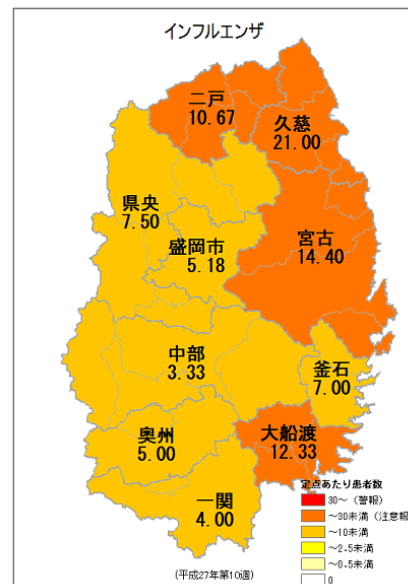 インフルエンザ
二戸
10.67
久慈
21.00
県央
7.50
盛岡市
5.18
宮古
14.40
中部
3.33
釜石
7.00
奥州
5.00
大船渡
12.33
一関
4.00
定点あたり患者数
30～（警報）
～30未満（注意報
～10未満
～2.5未満
～0.5未満
0
(平成27年第10週)